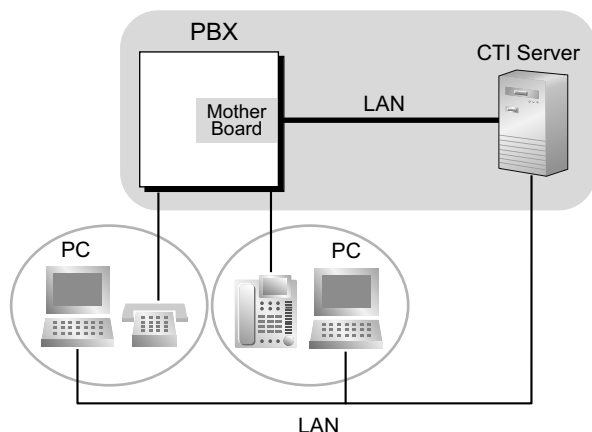 PBX
CTI Server
LAN
Mother
Board
PC
PC
LAN